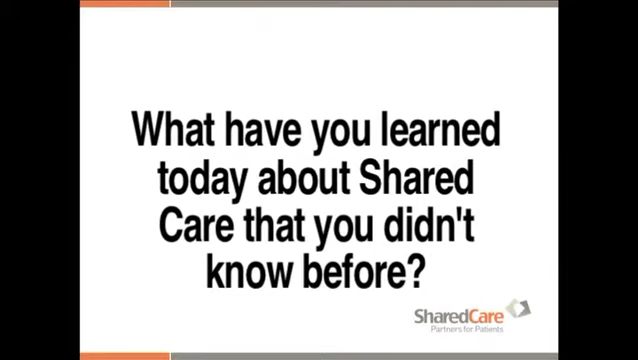 What have you learned
today about Shared
Care that you didn't
know before?
SharedCare
Partners for Patients